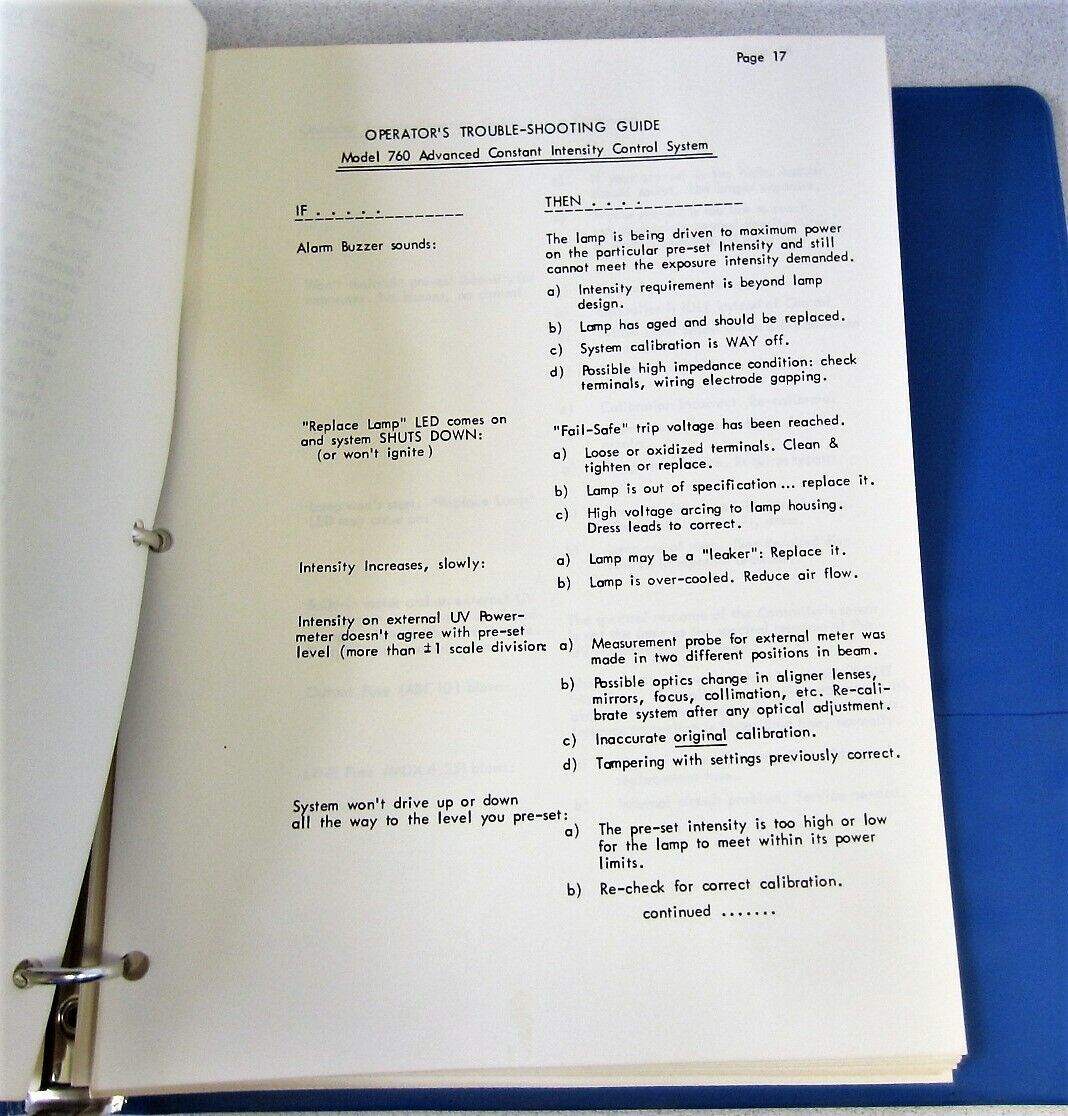 Page 17
OPERATOR'S TROUBLE-SHOOTING GUIDE
Model 760 Advanced Constant Intensity Control System
IF . . . . .
THEN . . . .
Alarm Buzzer sounds:
The lamp is being driven to maximum power
on the particular pre-set Intensity and still
cannot meet the exposure intensity demanded.
a) Intensity requirement is beyond lamp
design.
b) Lamp has aged and should be replaced.
c) System calibration is WAY off.
d) Possible high impedance condition: check
terminals, wiring electrode gapping.
"Replace Lamp" LED comes on
and system SHUTS DOWN:
(or won't ignite)
"Fail-Safe" trip voltage has been reached.
a) Loose or oxidized terminals. Clean &
tighten or replace.
b) Lamp is out of specification... replace it.
c) High voltage arcing to lamp housing.
Dress leads to correct.
Intensity Increases, slowly:
a) Lamp may be a "leaker": Replace it.
b) Lamp is over-cooled. Reduce air flow.
Intensity on external UV Power-
meter doesn't agree with pre-set
level (more than ±1 scale division:
a) Measurement probe for external meter was
made in two different positions in beam.
b) Possible optics change in aligner lenses,
mirrors, focus, collimation, etc. Re-cali-
brate system after any optical adjustment.
c) Inaccurate original calibration.
d) Tampering with settings previously correct.
System won't drive up or down
all the way to the level you pre-set:
a) The pre-set intensity is too high or low
for the lamp to meet within its power
limits.
b) Re-check for correct calibration.
continued .......